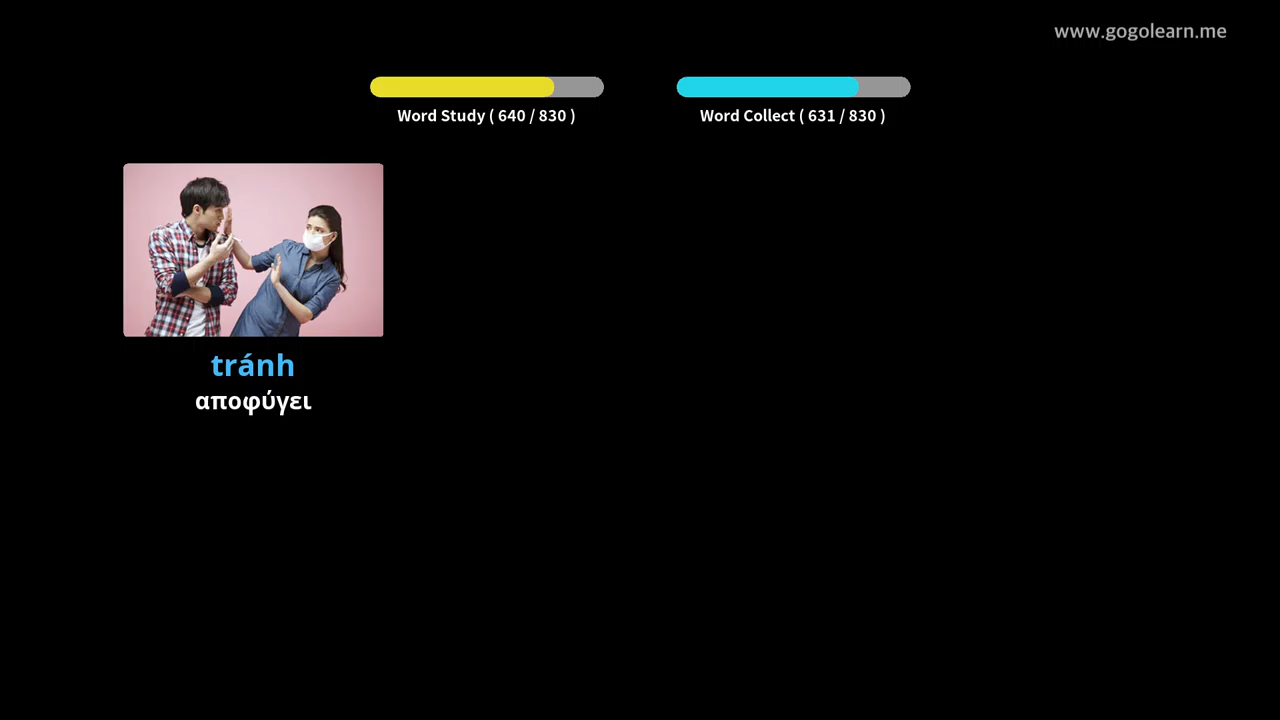 www.gogolearn.me
Word Study ( 640 / 830 )
Word Collect ( 631 / 830 )
tránh
αποφύγει